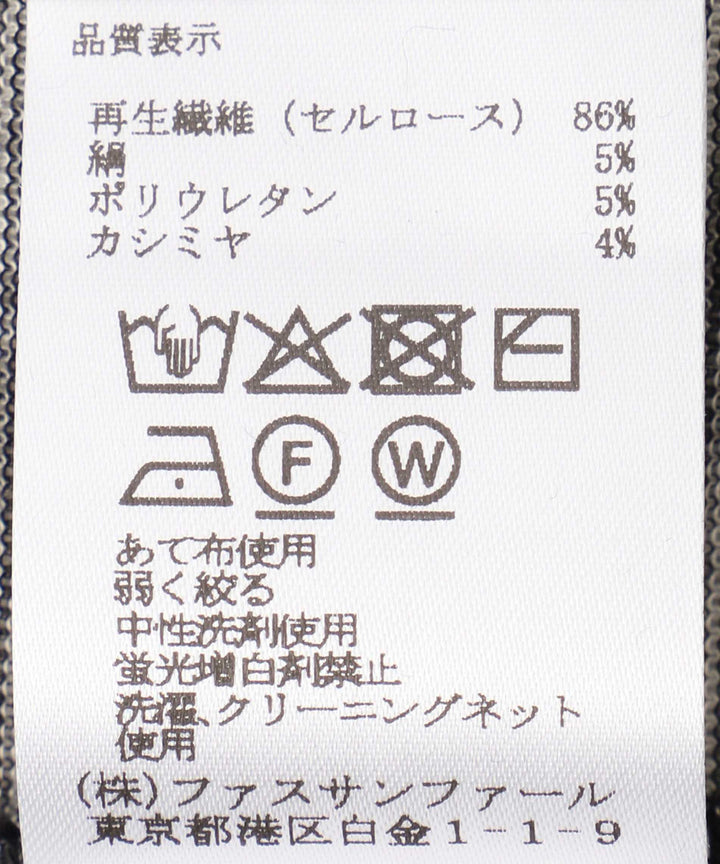 品質表示
再生繊維（セルロース） 86%
絹 5%
ポリウレタン 5%
カシミヤ 4%
F W
あて布使用
弱く絞る
中性洗剤使用
蛍光増白剤禁止
洗濯、クリーニングネット
使用
(株)ファスサンファール
東京都港区白金1-1-9